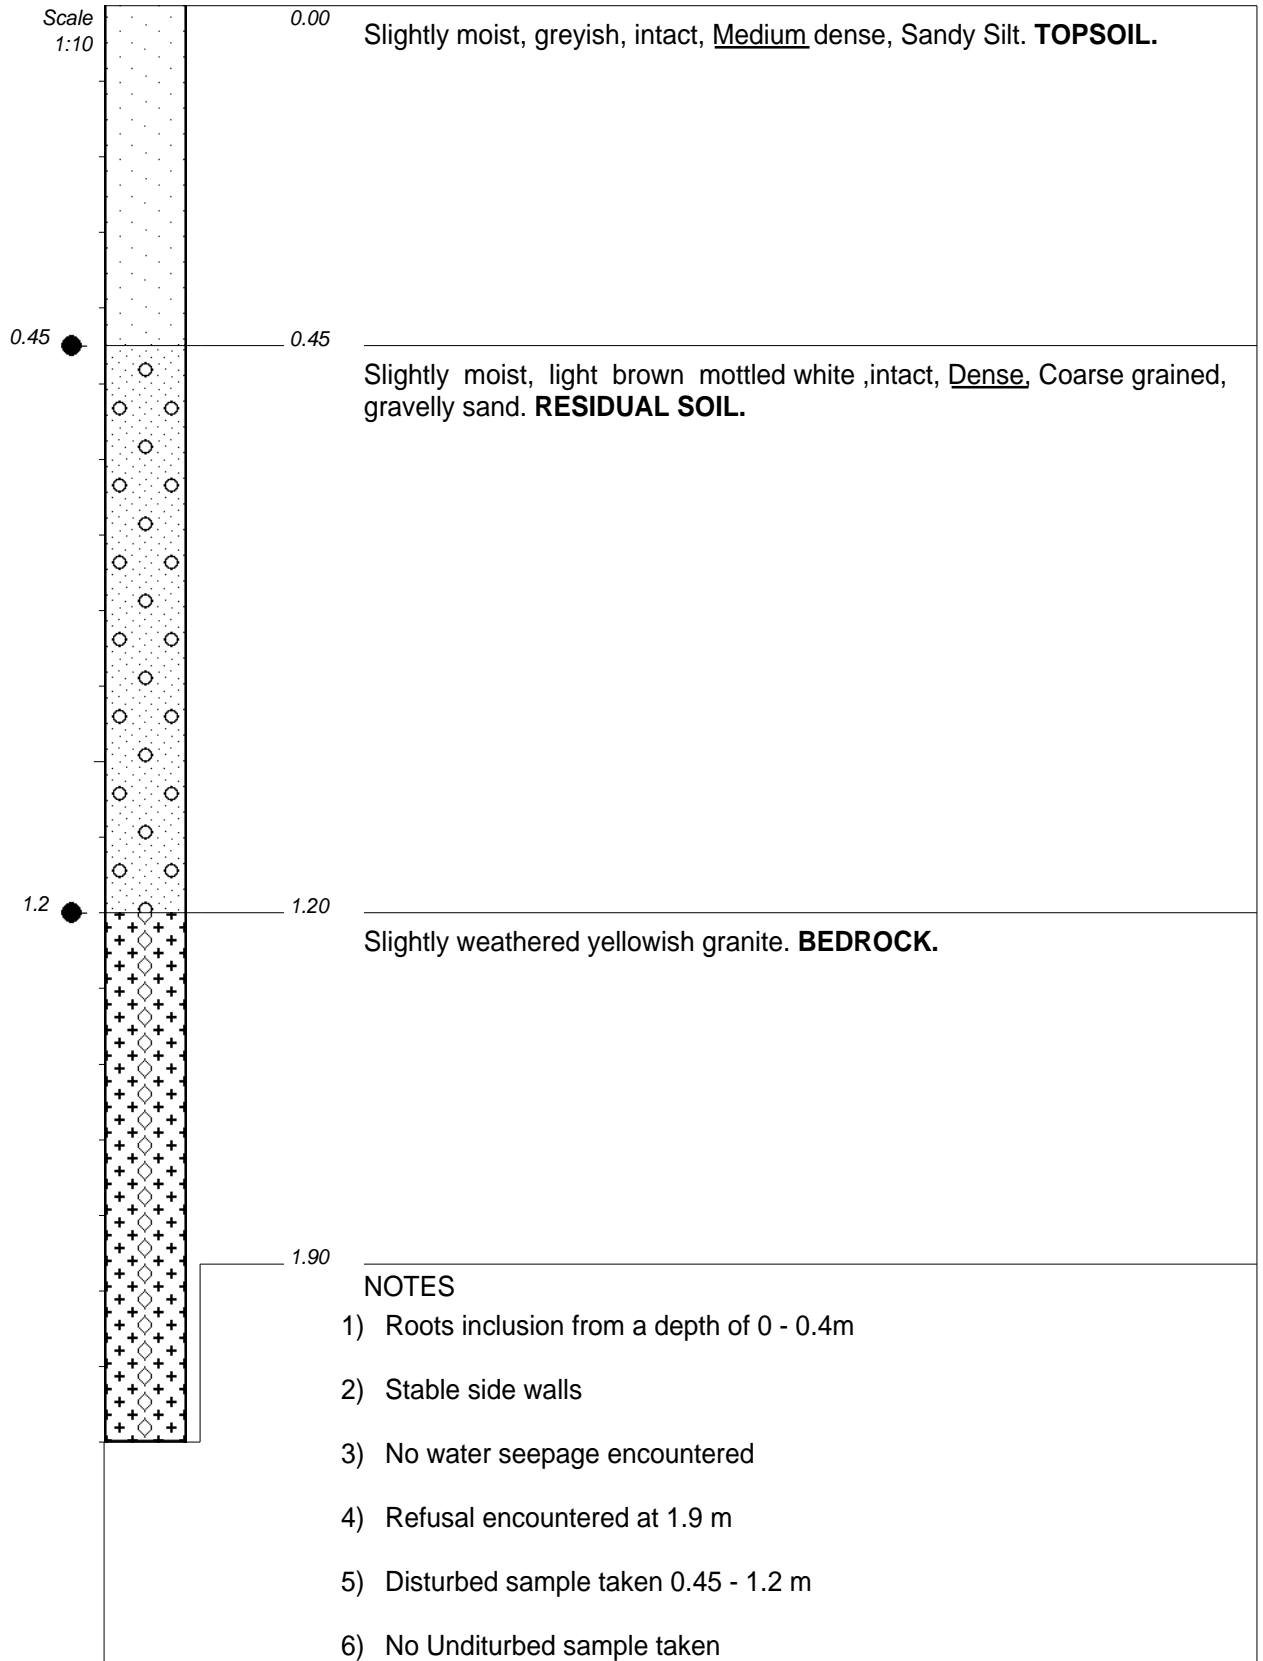 Scale
1:10
0.00
Slightly moist, greyish, intact, Medium dense, Sandy Silt. TOPSOIL.
0.45
0.45
Slightly moist, light brown mottled white ,intact, Dense, Coarse grained,
gravelly sand. RESIDUAL SOIL.
1.2
1.20
Slightly weathered yellowish granite. BEDROCK.
1.90
NOTES
1) Roots inclusion from a depth of 0 - 0.4m
2) Stable side walls
3) No water seepage encountered
4) Refusal encountered at 1.9 m
5) Disturbed sample taken 0.45 - 1.2 m
6) No Unditurbed sample taken